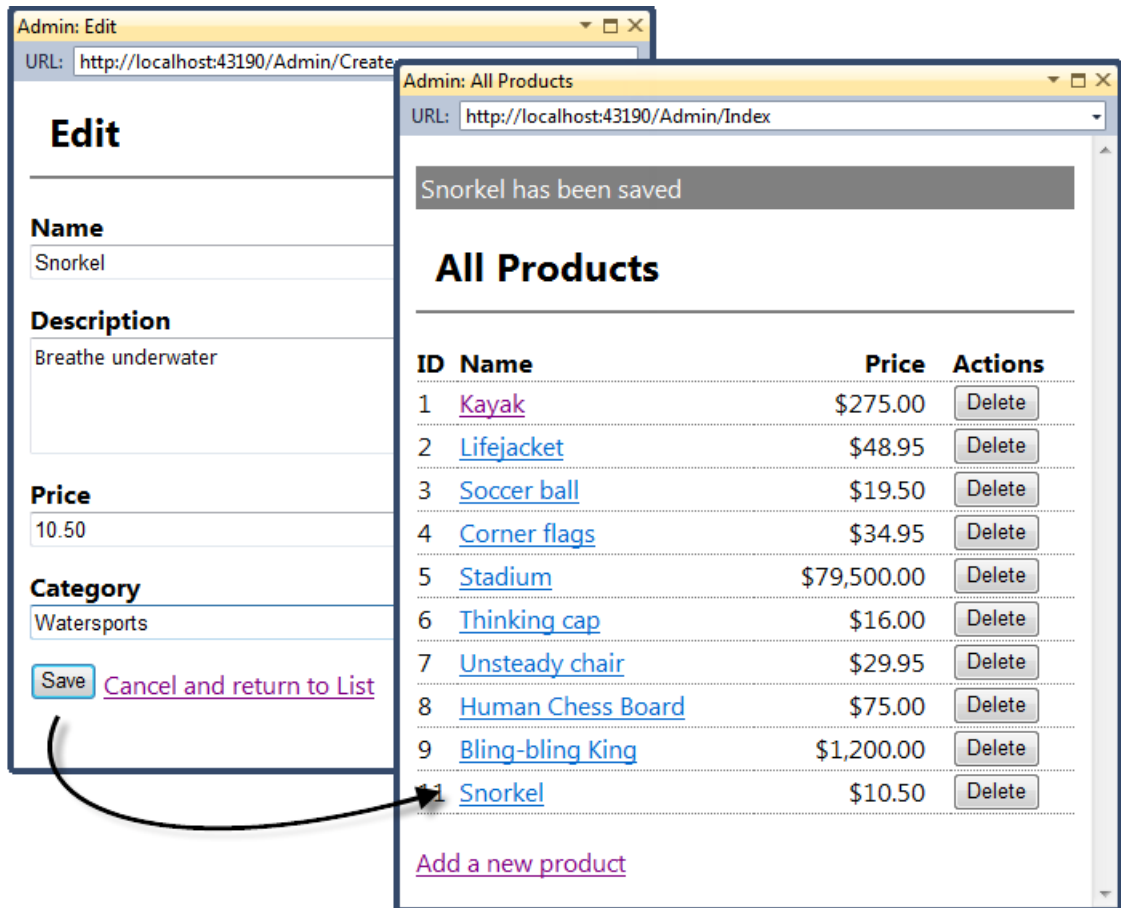 Admin: Edit
URL: http://localhost:43190/Admin/Create
Edit
Name
Snorkel
Description
Breathe underwater
Price
10.50
Category
Watersports
Save Cancel and return to List
Admin: All Products
URL: http://localhost:43190/Admin/Index
Snorkel has been saved
All Products
ID Name Price Actions
1 Kayak $275.00 Delete
2 Lifejacket $48.95 Delete
3 Soccer ball $19.50 Delete
4 Corner flags $34.95 Delete
5 Stadium $79,500.00 Delete
6 Thinking cap $16.00 Delete
7 Unsteady chair $29.95 Delete
8 Human Chess Board $75.00 Delete
9 Bling-bling King $1,200.00 Delete
11 Snorkel $10.50 Delete
Add a new product